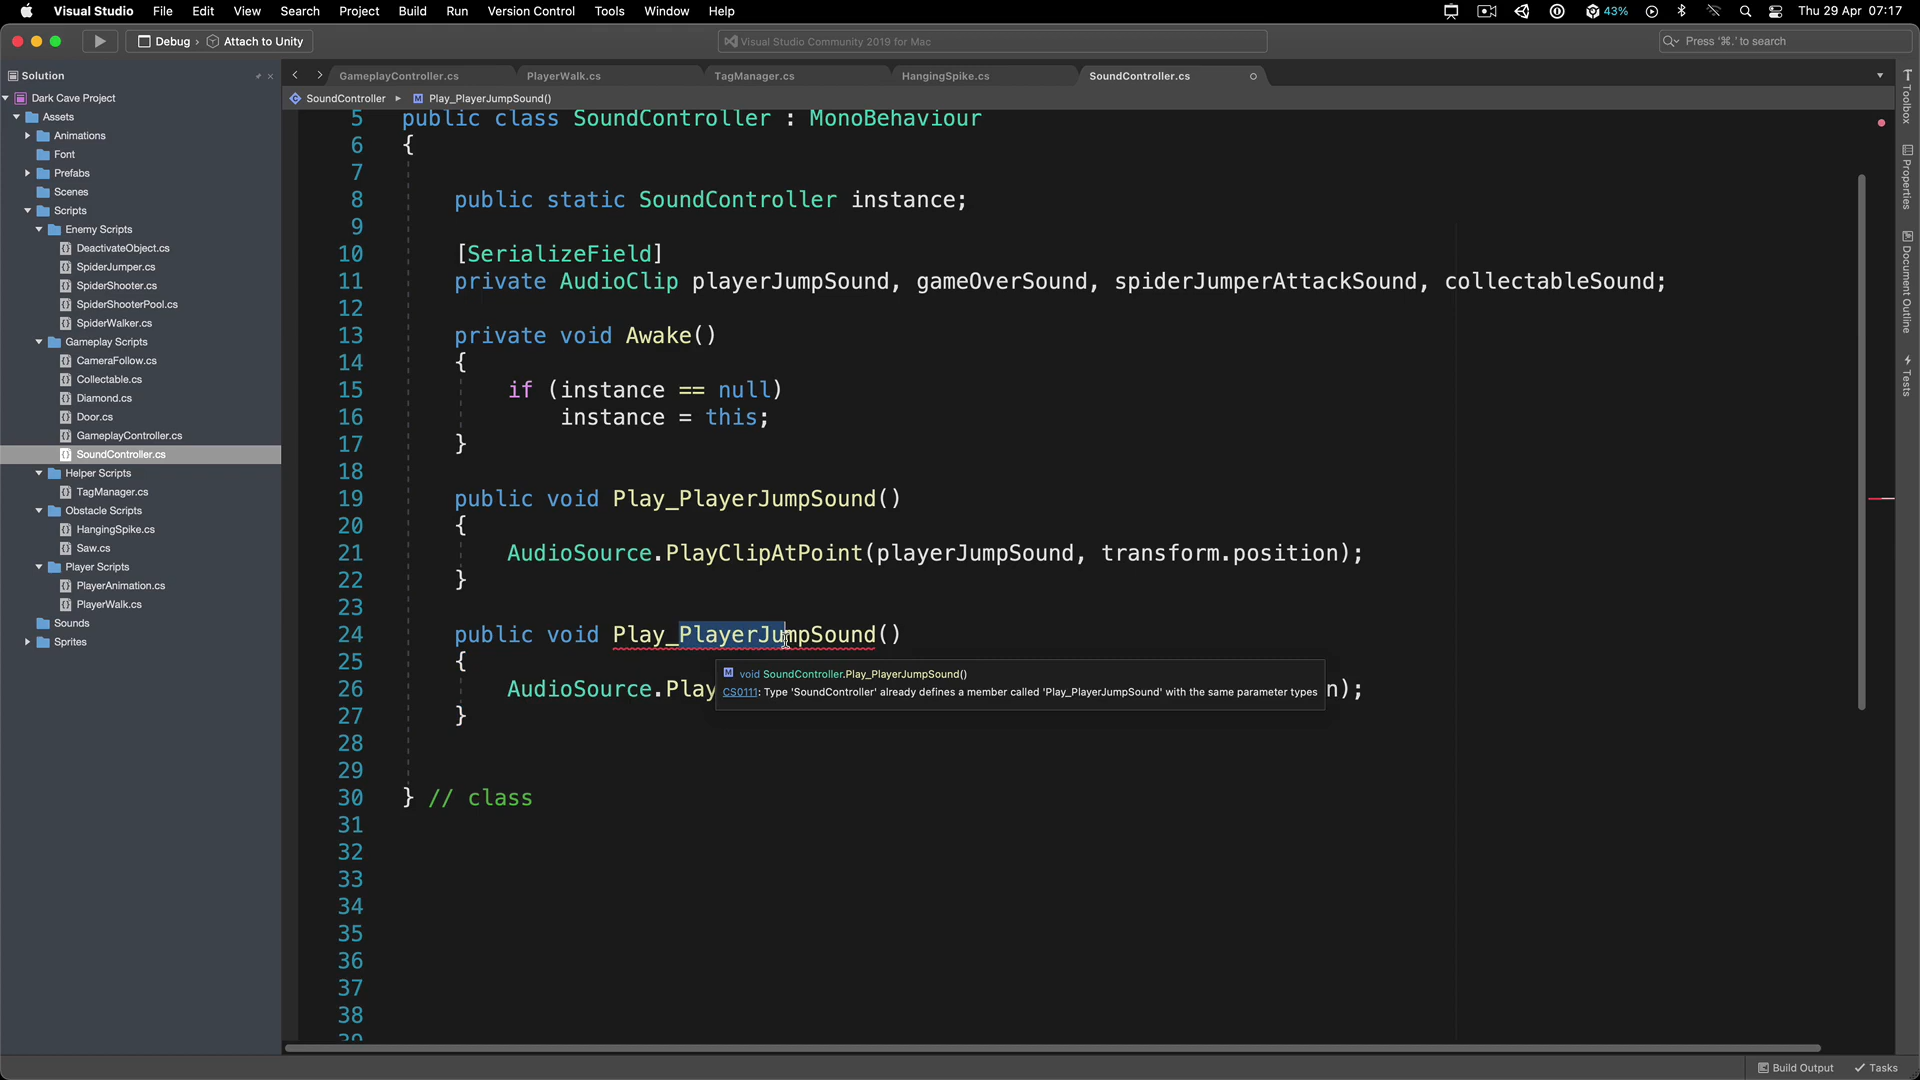 Visual Studio File Edit View Search Project Build Run Version Control Tools Window Help 43% Thu 29 Apr 07:17
Debug › Attach to Unity Visual Studio Community 2019 for Mac Press '⌘.' to search
Solution
Dark Cave Project
Assets
Animations
Font
Prefabs
Scenes
Scripts
Enemy Scripts
DeactivateObject.cs
SpiderJumper.cs
SpiderShooter.cs
SpiderShooterPool.cs
SpiderWalker.cs
Gameplay Scripts
CameraFollow.cs
Collectable.cs
Diamond.cs
Door.cs
GameplayController.cs
SoundController.cs
Helper Scripts
TagManager.cs
Obstacle Scripts
HangingSpike.cs
Saw.cs
Player Scripts
PlayerAnimation.cs
PlayerWalk.cs
Sounds
Sprites
GameplayController.cs PlayerWalk.cs TagManager.cs HangingSpike.cs SoundController.cs
SoundController Play_PlayerJumpSound()
5 public class SoundController : MonoBehaviour
6 {
7
8 public static SoundController instance;
9
10 [SerializeField]
11 private AudioClip playerJumpSound, gameOverSound, spiderJumperAttackSound, collectableSound;
12
13 private void Awake()
14 {
15 if (instance == null)
16 instance = this;
17 }
18
19 public void Play_PlayerJumpSound()
20 {
21 AudioSource.PlayClipAtPoint(playerJumpSound, transform.position);
22 }
23
24 public void Play_PlayerJumpSound()
25 {
26 AudioSource.Play n);
void SoundController.Play_PlayerJumpSound()
CS0111: Type 'SoundController' already defines a member called 'Play_PlayerJumpSound' with the same parameter types
27 }
28
29
30 } // class
31
32
33
34
35
36
37
38
39
Toolbox
Properties
Document Outline
Tests
Build Output Tasks